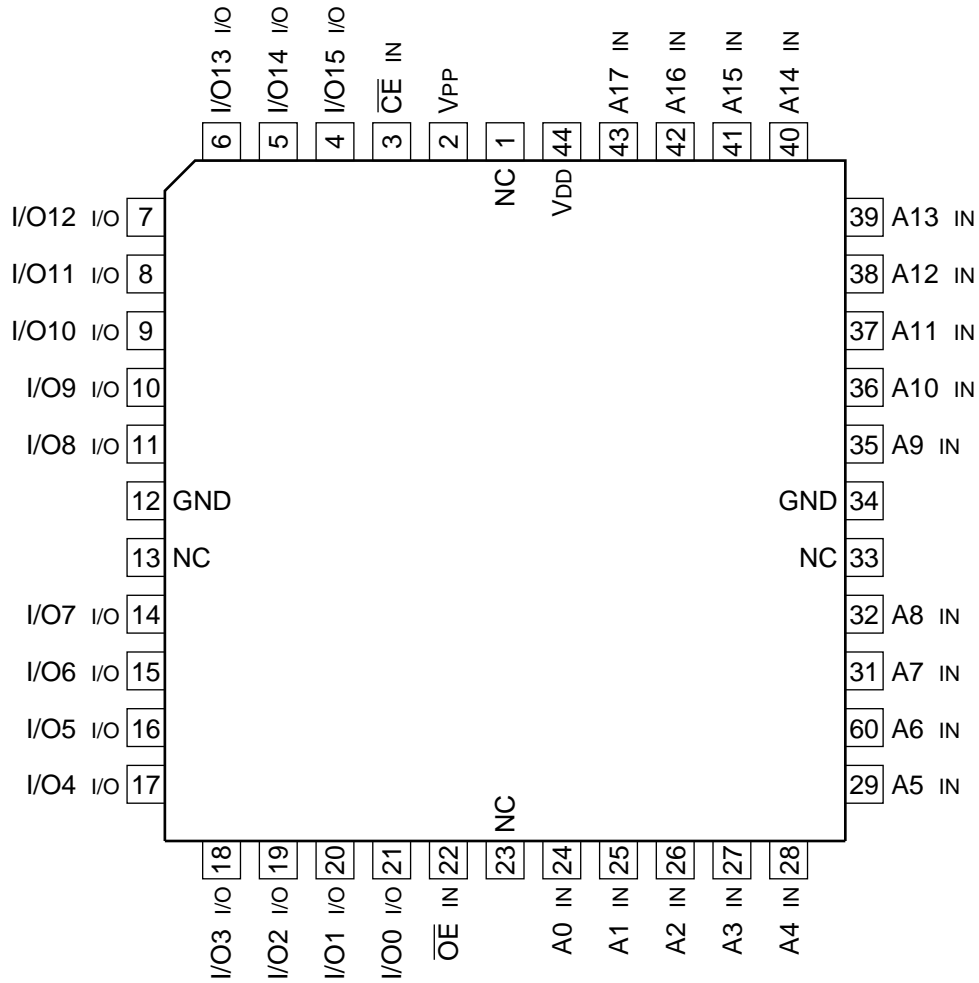 I/O13 I/O
I/O14 I/O
I/O15 I/O
CE IN
VPP
A17 IN
A16 IN
A15 IN
A14 IN
6 5 4 3 2 1 44 43 42 41 40
NC
VDD
I/O12 I/O 7
39 A13 IN
I/O11 I/O 8
38 A12 IN
I/O10 I/O 9
37 A11 IN
I/O9 I/O 10
36 A10 IN
I/O8 I/O 11
35 A9 IN
12 GND
GND 34
13 NC
NC 33
I/O7 I/O 14
32 A8 IN
I/O6 I/O 15
31 A7 IN
I/O5 I/O 16
60 A6 IN
I/O4 I/O 17
29 A5 IN
NC
18 19 20 21 22 23 24 25 26 27 28
I/O3 I/O
I/O2 I/O
I/O1 I/O
I/O0 I/O
OE IN
A0 IN
A1 IN
A2 IN
A3 IN
A4 IN